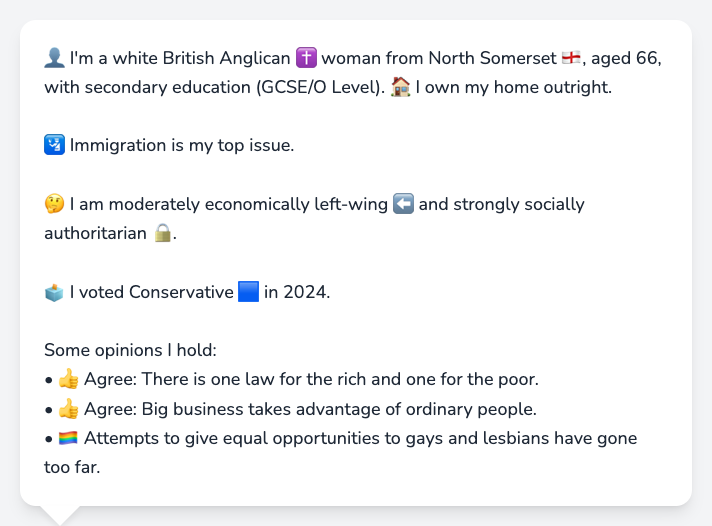 👤 I'm a white British Anglican ✝️ woman from North Somerset 🏴󠁧󠁢󠁥󠁮󠁧󠁿, aged 66,
with secondary education (GCSE/O Level). 🏠 I own my home outright.
🛂 Immigration is my top issue.
🤔 I am moderately economically left-wing ⬅️ and strongly socially
authoritarian 🔒.
🗳️ I voted Conservative 🟦 in 2024.
Some opinions I hold:
• 👍 Agree: There is one law for the rich and one for the poor.
• 👍 Agree: Big business takes advantage of ordinary people.
• 🏳️‍🌈 Attempts to give equal opportunities to gays and lesbians have gone
too far.